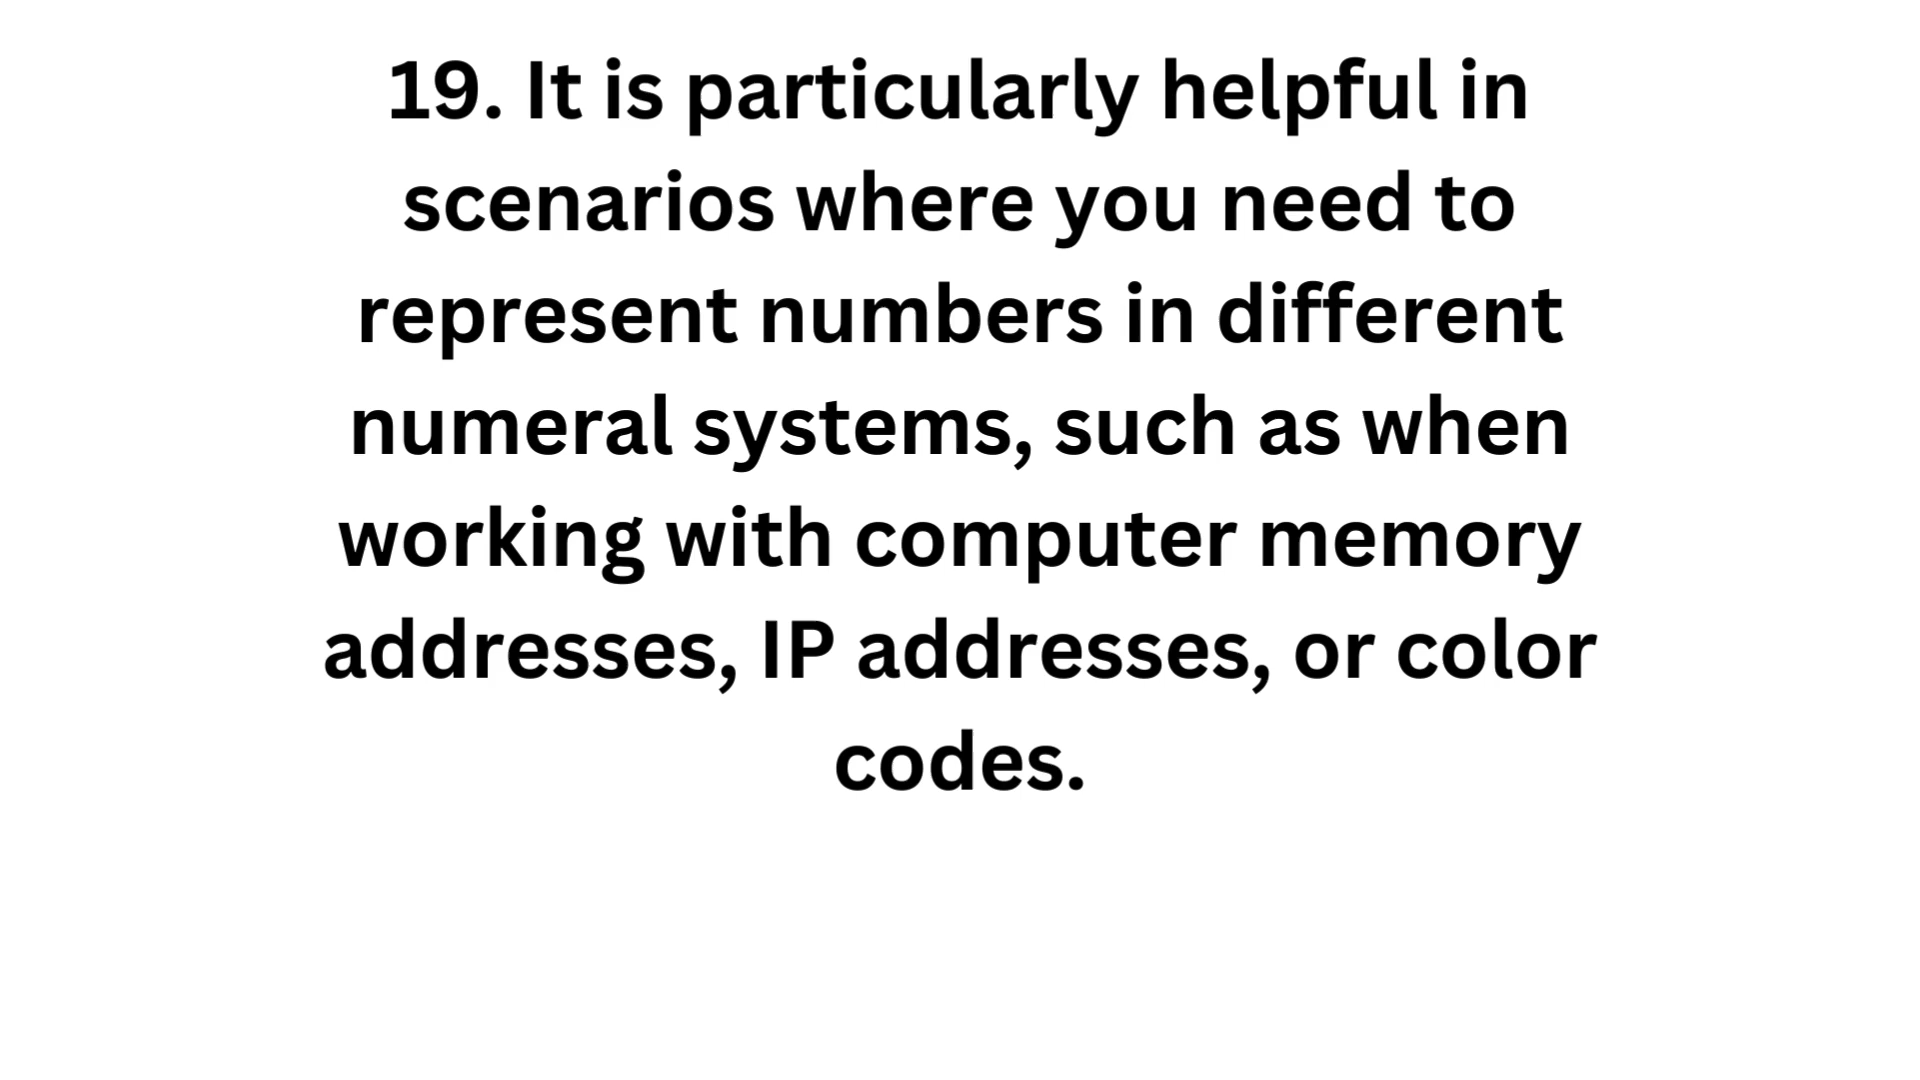 19. It is particularly helpful in
scenarios where you need to
represent numbers in different
numeral systems, such as when
working with computer memory
addresses, IP addresses, or color
codes.